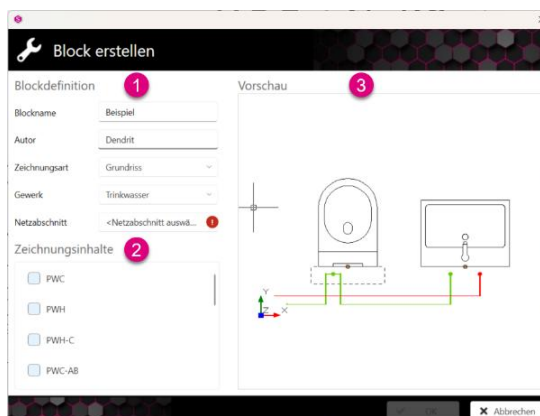 Block erstellen
Blockdefinition 1
Vorschau 3
Blockname Beispiel
Autor Dendrit
Zeichnungsart Grundriss
Gewerk Trinkwasser
Netzabschnitt <Netzabschnitt auswä... !
Zeichnungsinhalte 2
PWC
PWH
PWH-C
PWC-AB
Y
Z X
OK
X Abbrechen